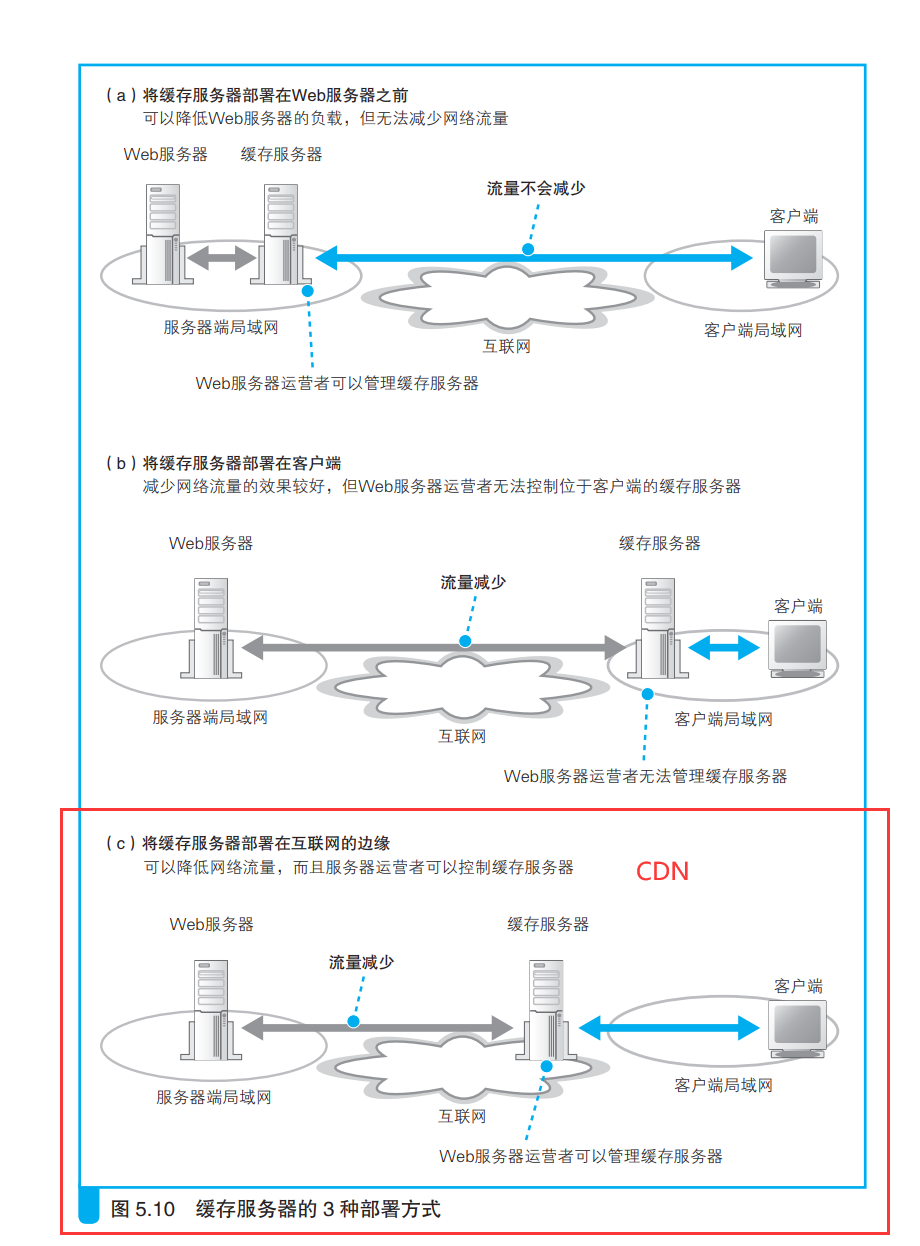 （a）将缓存服务器部署在Web服务器之前
可以降低Web服务器的负载，但无法减少网络流量
Web服务器 缓存服务器
流量不会减少
客户端
服务器端局域网
互联网
客户端局域网
Web服务器运营者可以管理缓存服务器
（b）将缓存服务器部署在客户端
减少网络流量的效果较好，但Web服务器运营者无法控制位于客户端的缓存服务器
Web服务器 缓存服务器
流量减少
客户端
服务器端局域网
互联网
客户端局域网
Web服务器运营者无法管理缓存服务器
（c）将缓存服务器部署在互联网的边缘
可以降低网络流量，而且服务器运营者可以控制缓存服务器
CDN
Web服务器 缓存服务器
流量减少
客户端
服务器端局域网
互联网
客户端局域网
Web服务器运营者可以管理缓存服务器
图 5.10 缓存服务器的 3 种部署方式